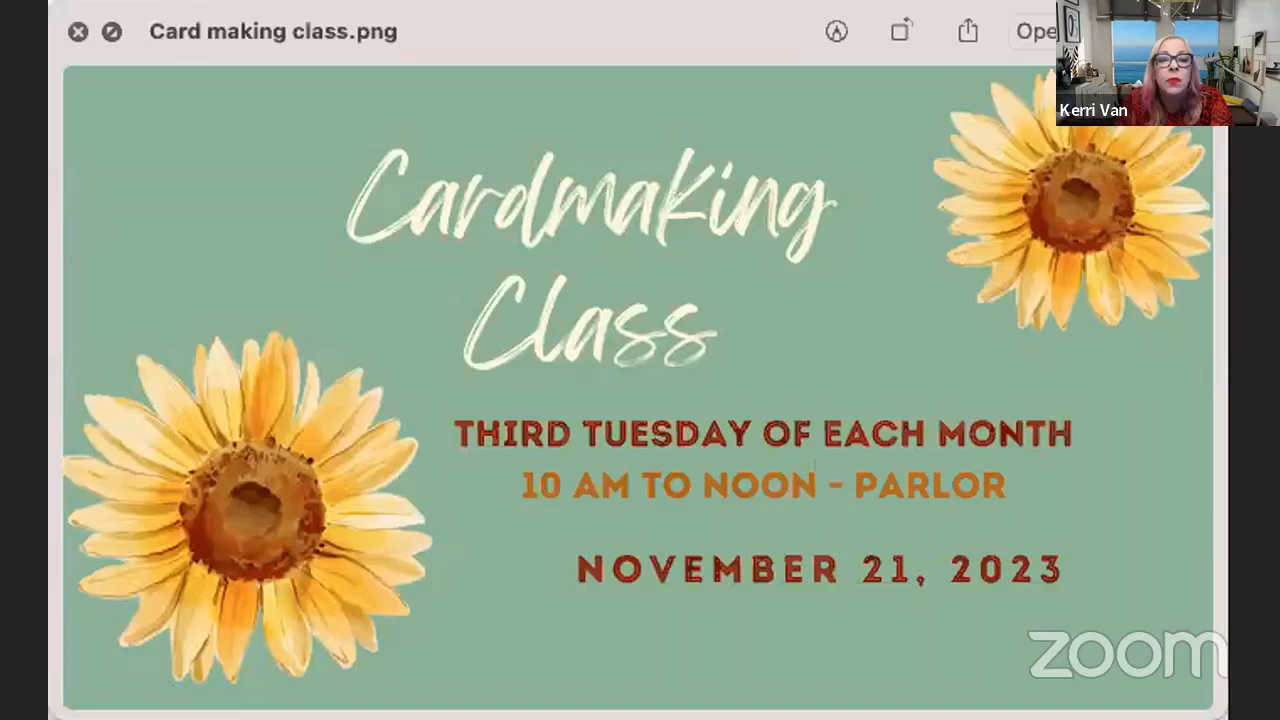 Card making class.png
Ope
Kerri Van
Cardmaking
Class
THIRD TUESDAY OF EACH MONTH
10 AM TO NOON - PARLOR
NOVEMBER 21, 2023
zoom